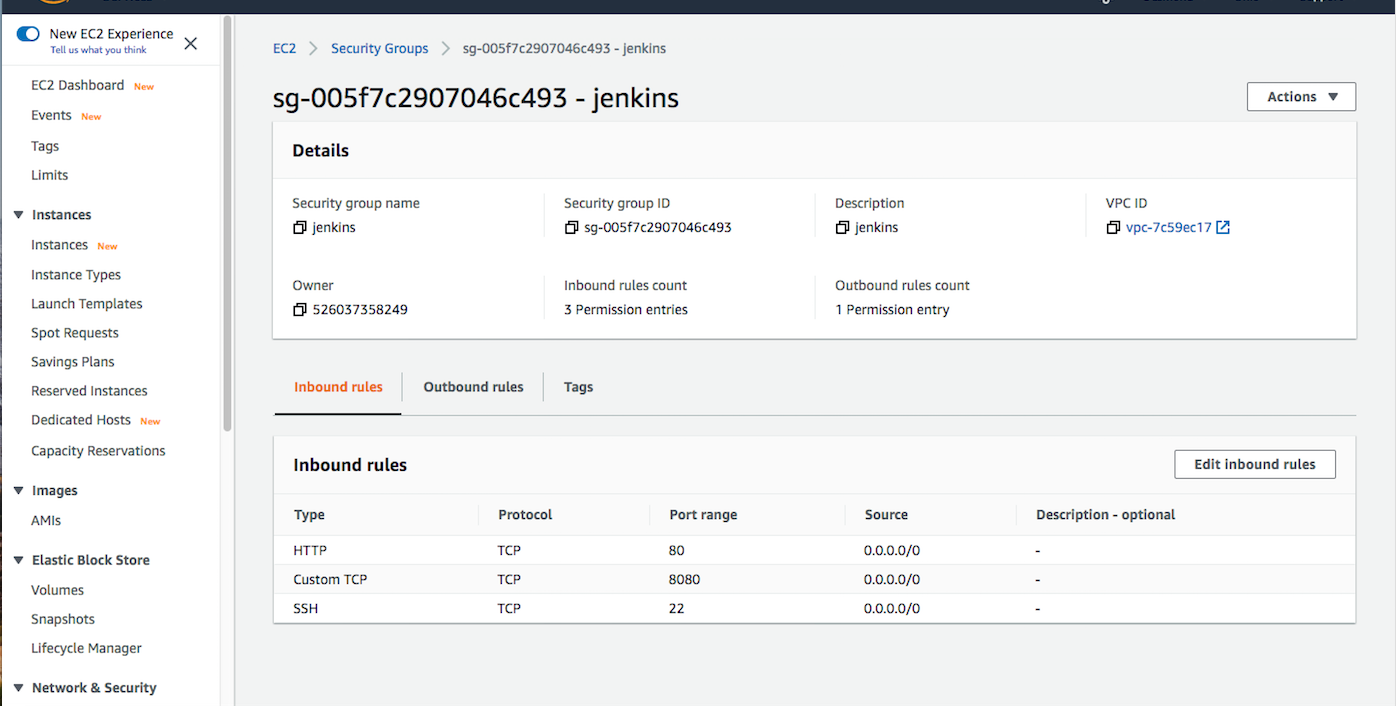 New EC2 Experience
Tell us what you think
EC2 Dashboard New
Events New
Tags
Limits
Instances
Instances New
Instance Types
Launch Templates
Spot Requests
Savings Plans
Reserved Instances
Dedicated Hosts New
Capacity Reservations
Images
AMIs
Elastic Block Store
Volumes
Snapshots
Lifecycle Manager
Network & Security
EC2 > Security Groups > sg-005f7c2907046c493 - jenkins
sg-005f7c2907046c493 - jenkins
Actions
Details
Security group name Security group ID Description VPC ID
jenkins sg-005f7c2907046c493 jenkins vpc-7c59ec17
Owner Inbound rules count Outbound rules count
526037358249 3 Permission entries 1 Permission entry
Inbound rules Outbound rules Tags
Inbound rules Edit inbound rules
Type Protocol Port range Source Description - optional
HTTP TCP 80 0.0.0.0/0 -
Custom TCP TCP 8080 0.0.0.0/0 -
SSH TCP 22 0.0.0.0/0 -